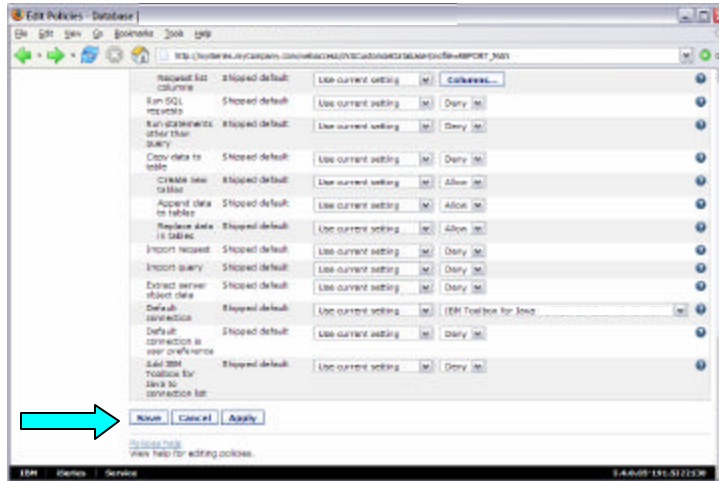 Edit Policies - Database
File Edit View Go Bookmarks Tools Help
Request list columns Shipped default Use current setting Columns...
Run SQL requests Shipped default Use current setting Deny
Run statements other than query Shipped default Use current setting Deny
Copy data to table Shipped default Use current setting Deny
Create new tables Shipped default Use current setting Allow
Append data to tables Shipped default Use current setting Allow
Replace data in tables Shipped default Use current setting Allow
Import request Shipped default Use current setting Deny
Import query Shipped default Use current setting Deny
Extract server object data Shipped default Use current setting Deny
Default connection Shipped default Use current setting IBM Toolbox for Java
Default connection is user preference Shipped default Use current setting Deny
Add IBM Toolbox for Java to connection list Shipped default Use current setting Deny
Save Cancel Apply
Policies help
View help for editing policies.
IBM iSeries Service